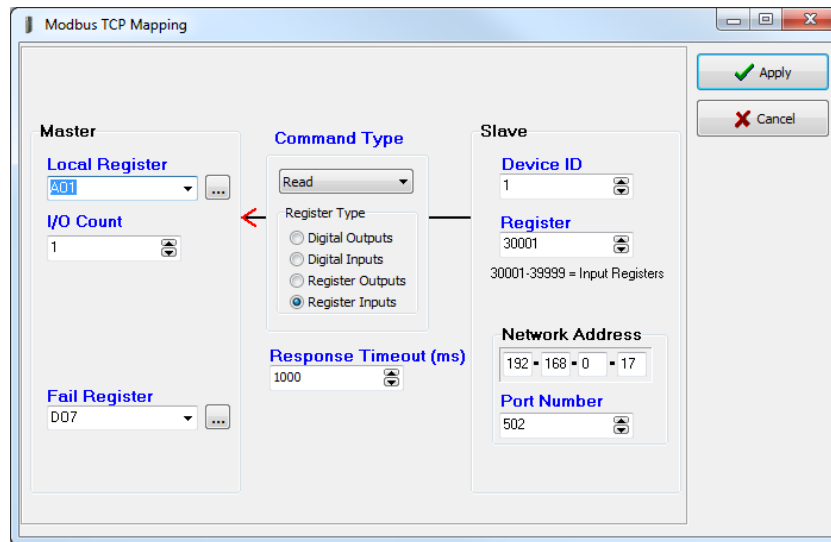 Modbus TCP Mapping
Apply
Cancel
Master
Local Register
AO1
...
I/O Count
1
Fail Register
DO7
...
Command Type
Read
Register Type
Digital Outputs
Digital Inputs
Register Outputs
Register Inputs
Response Timeout (ms)
1000
Slave
Device ID
1
Register
30001
30001-39999 = Input Registers
Network Address
192 - 168 - 0 - 17
Port Number
502